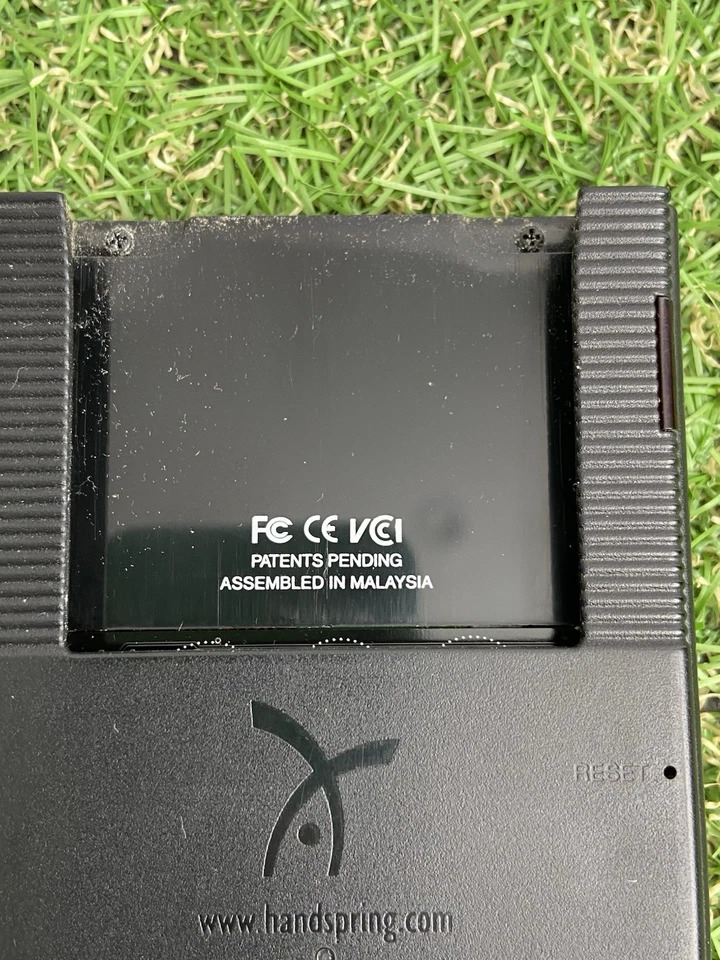 FC CE VCI
PATENTS PENDING
ASSEMBLED IN MALAYSIA
RESET
www.handspring.com